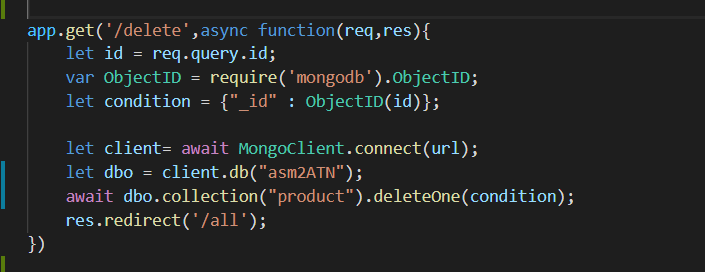 app.get('/delete',async function(req,res){
let id = req.query.id;
var ObjectID = require('mongodb').ObjectID;
let condition = {"_id" : ObjectID(id)};
let client= await MongoClient.connect(url);
let dbo = client.db("asm2ATN");
await dbo.collection("product").deleteOne(condition);
res.redirect('/all');
})